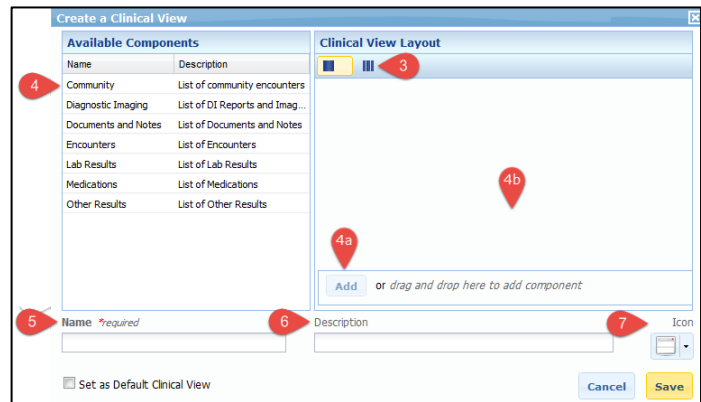 Create a Clinical View
Available Components
Clinical View Layout
Name Description
3
4
Community List of community encounters
Diagnostic Imaging List of DI Reports and Imag...
Documents and Notes List of Documents and Notes
Encounters List of Encounters
Lab Results List of Lab Results
Medications List of Medications
Other Results List of Other Results
4b
4a
Add or drag and drop here to add component
5 Name *required
6 Description
7 Icon
Set as Default Clinical View
Cancel Save